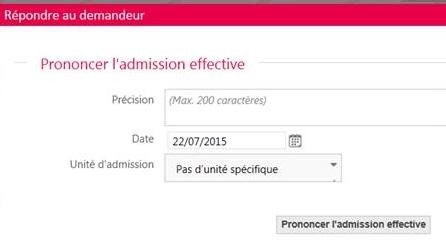 Répondre au demandeur
Prononcer l'admission effective
Précision (Max. 200 caractères)
Date 22/07/2015
Unité d'admission Pas d'unité spécifique
Prononcer l'admission effective